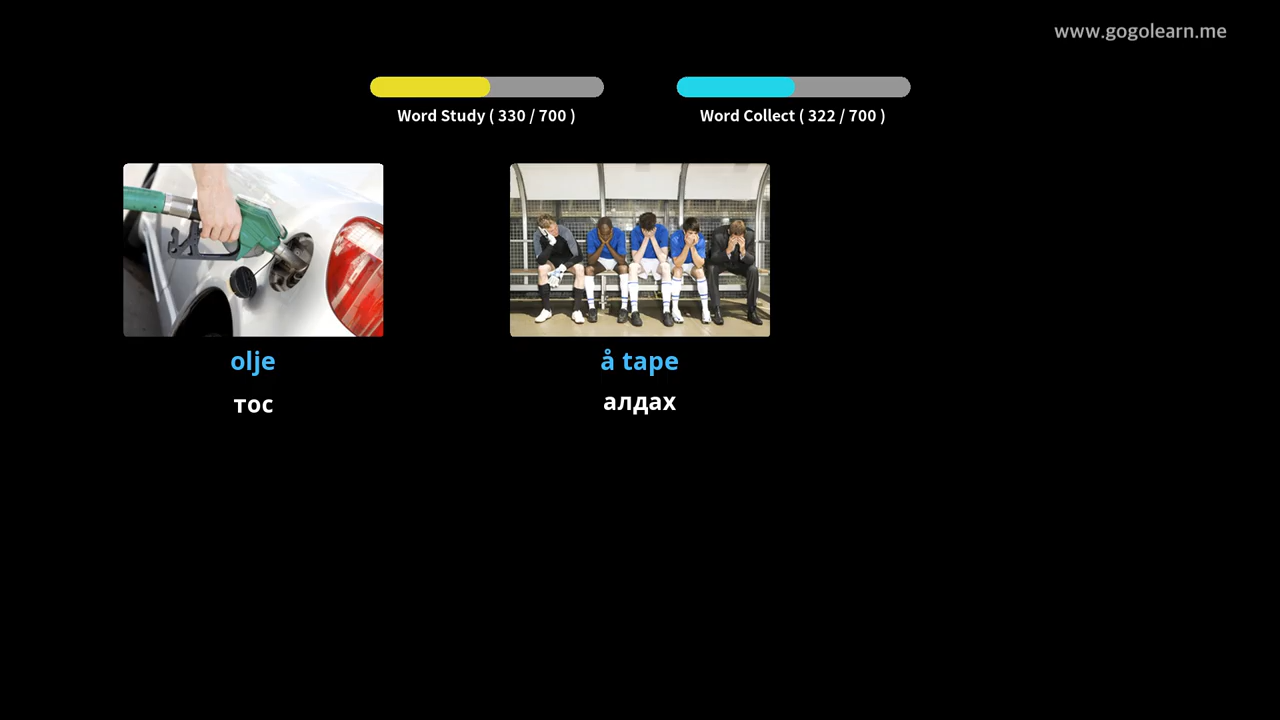 www.gogolearn.me
Word Study ( 330 / 700 )
Word Collect ( 322 / 700 )
olje
å tape
тос
алдах